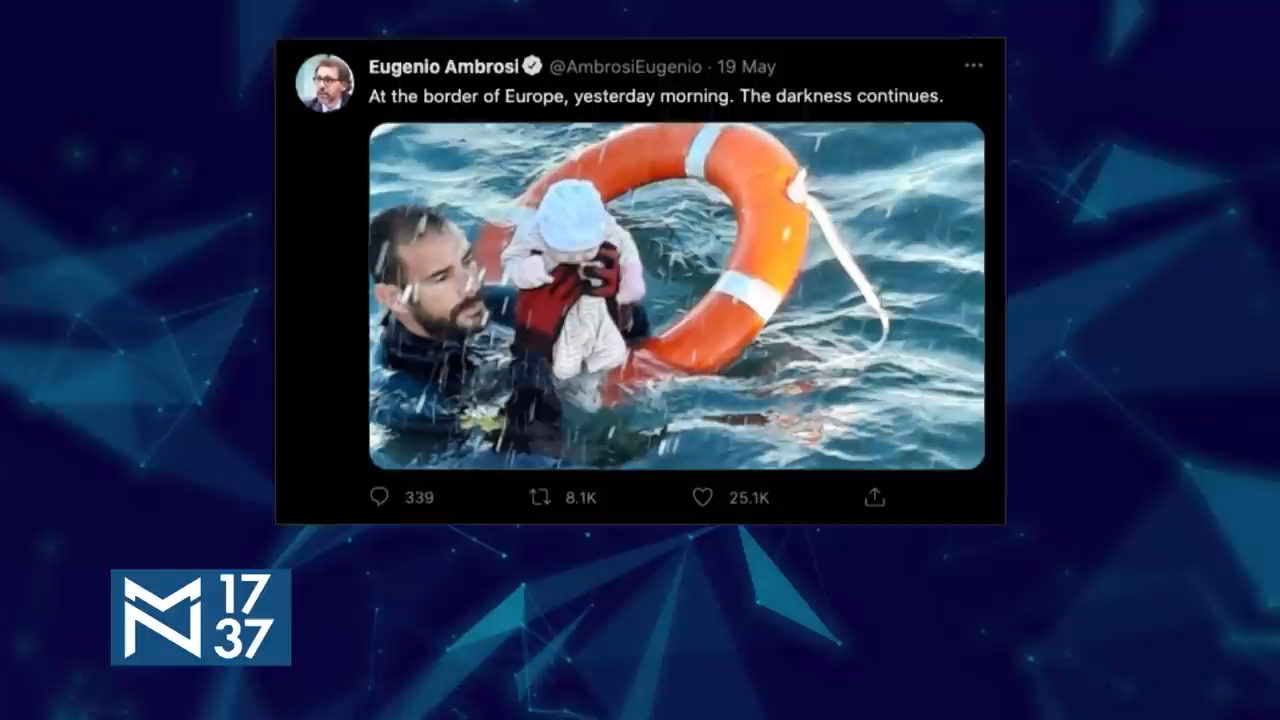 Eugenio Ambrosi @AmbrosiEugenio · 19 May
At the border of Europe, yesterday morning. The darkness continues.
339 8.1K 25.1K
17
37